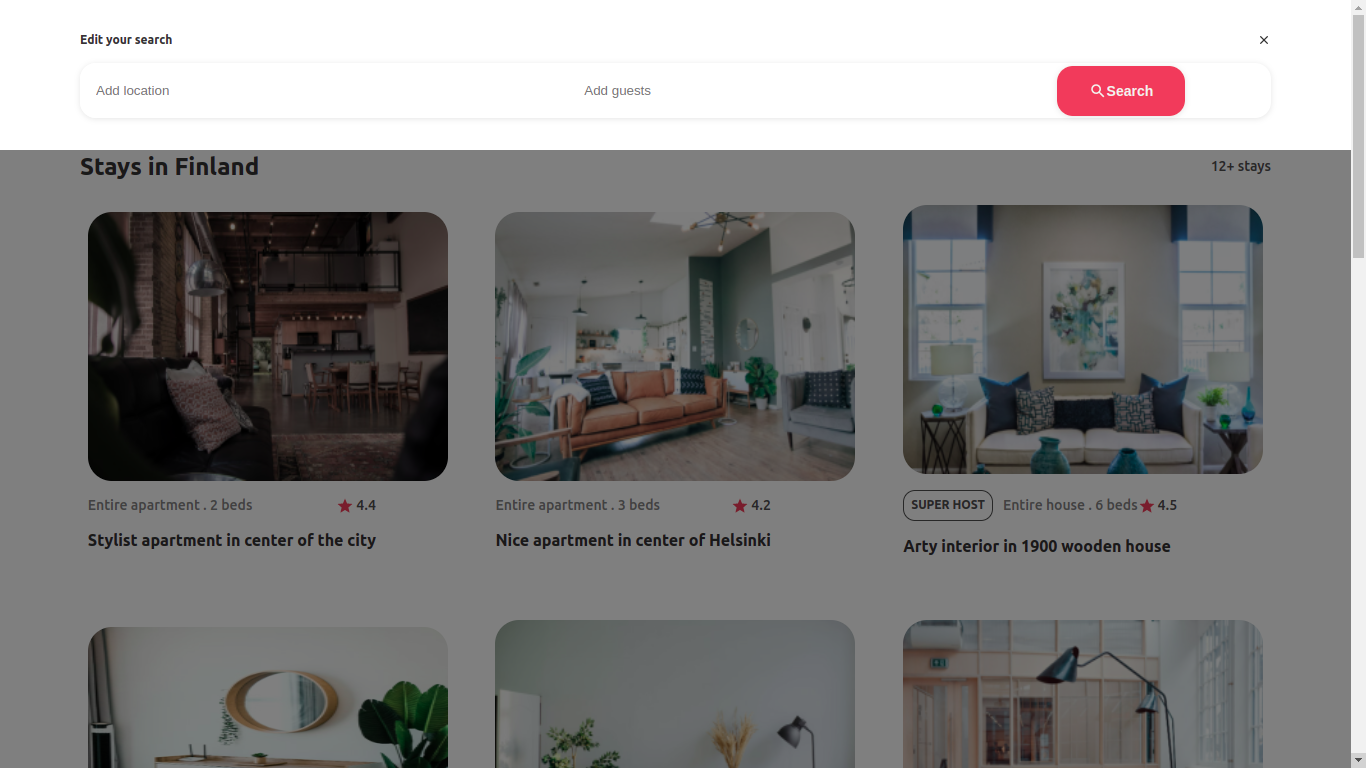 Edit your search
Add location
Add guests
Search
Stays in Finland
12+ stays
Entire apartment . 2 beds
4.4
Stylist apartment in center of the city
Entire apartment . 3 beds
4.2
Nice apartment in center of Helsinki
SUPER HOST
Entire house . 6 beds
4.5
Arty interior in 1900 wooden house